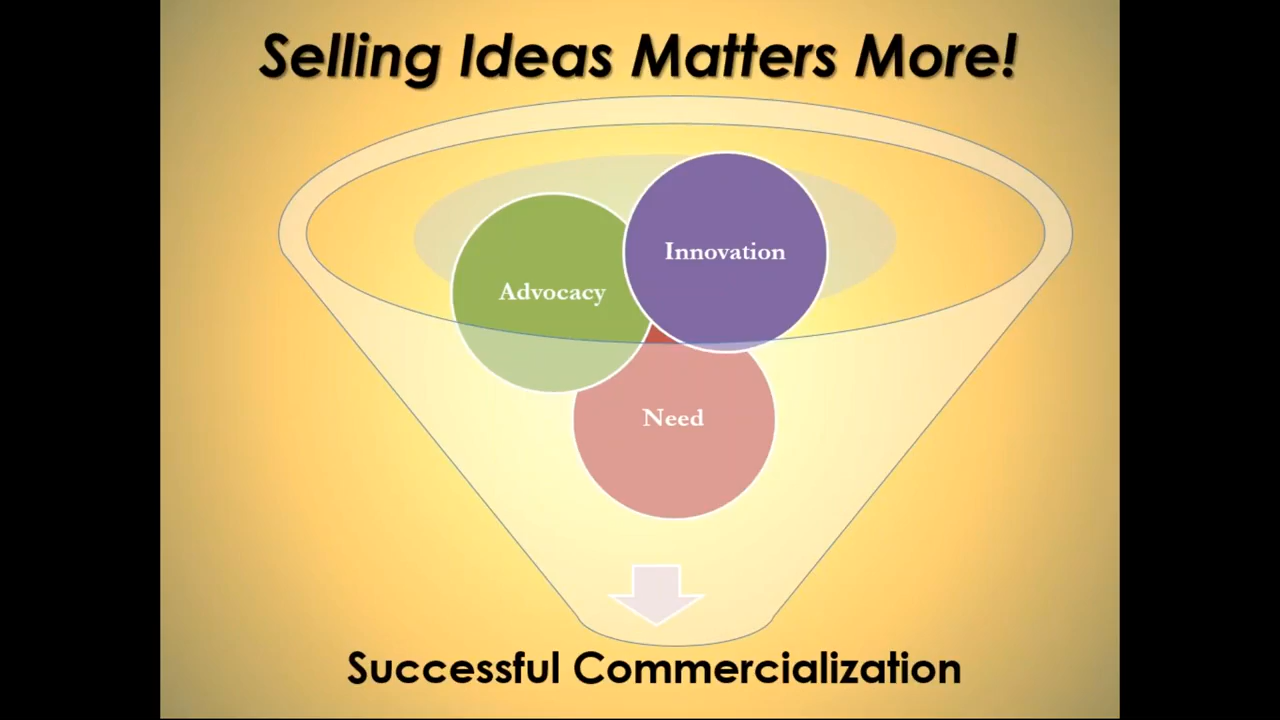 Selling Ideas Matters More!
Innovation
Advocacy
Need
Successful Commercialization